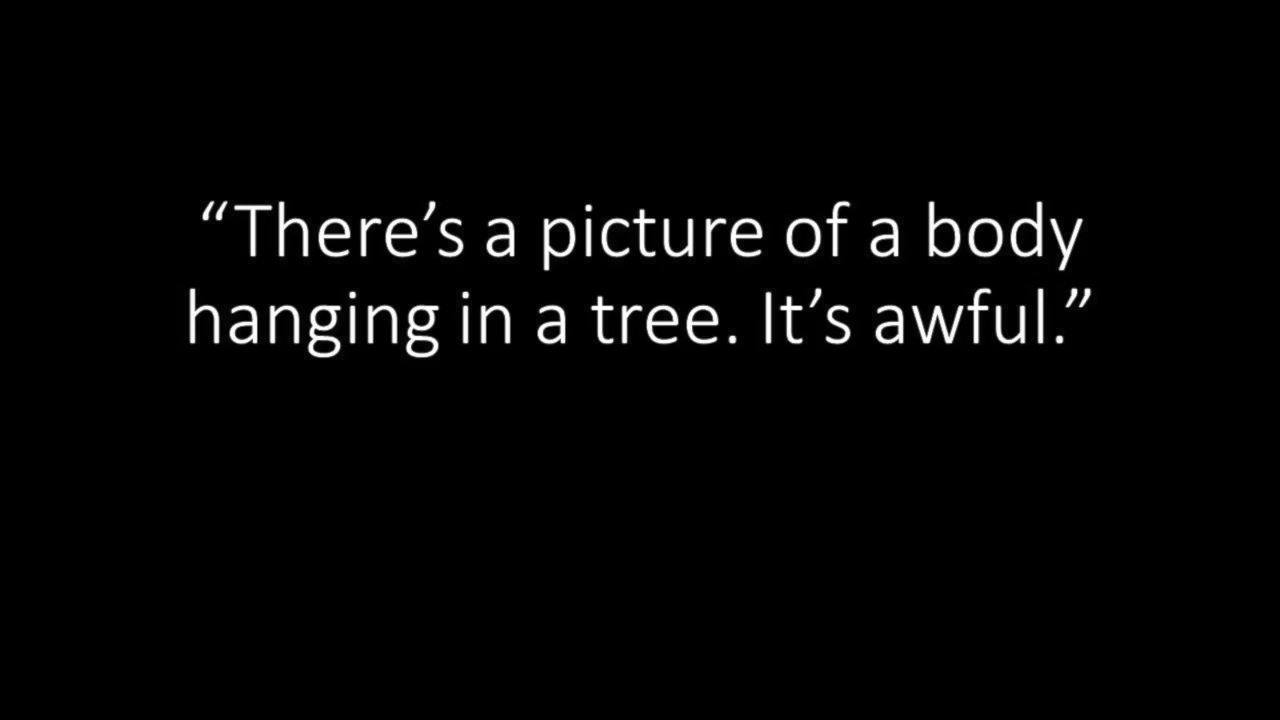 “There’s a picture of a body
hanging in a tree. It’s awful.”